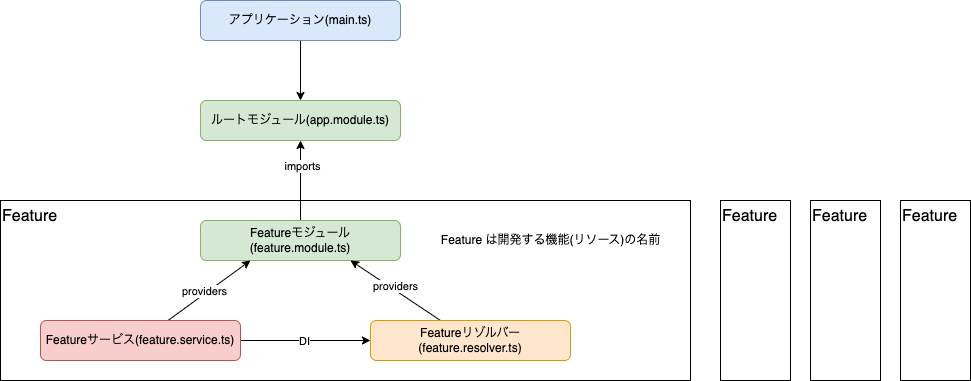 アプリケーション(main.ts)
ルートモジュール(app.module.ts)
imports
Feature
Featureモジュール
(feature.module.ts)
Feature は開発する機能(リソース)の名前
providers
providers
Featureサービス(feature.service.ts)
DI
Featureリゾルバー
(feature.resolver.ts)
Feature
Feature
Feature